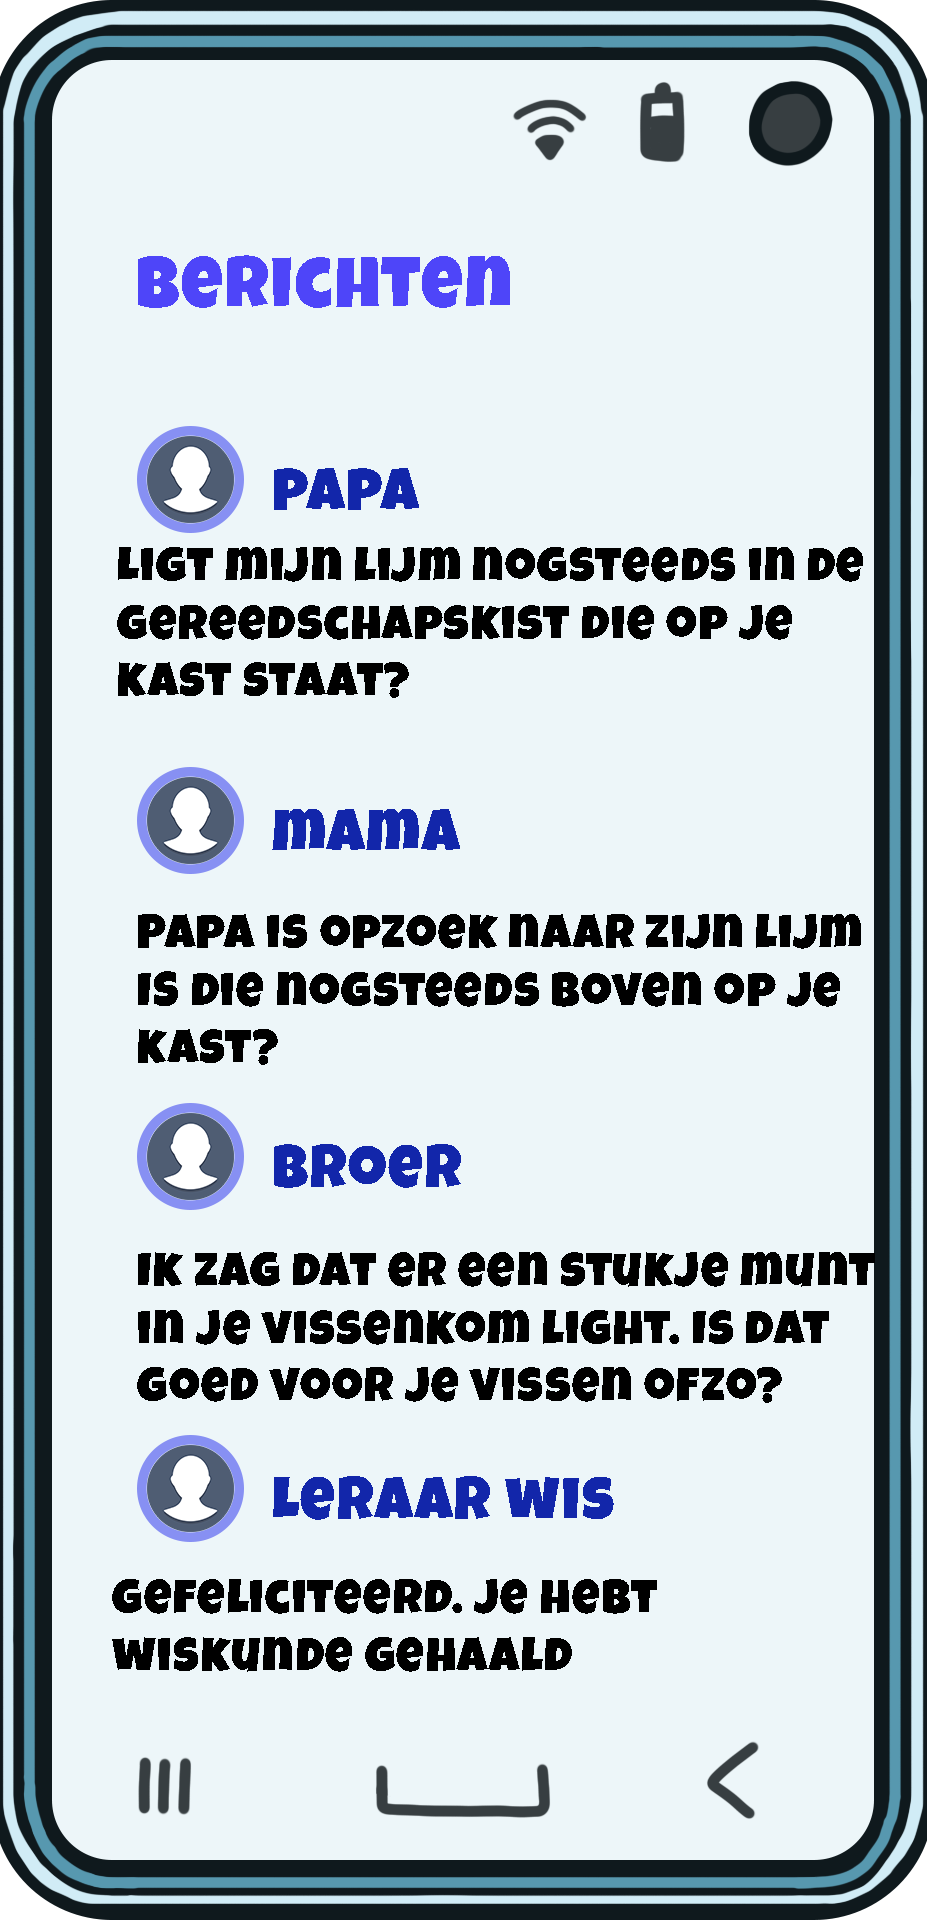 Berichten
Papa
Ligt mijn lijm nogsteeds in de
gereedschapskist die op je
kast staat?
Mama
Papa is opzoek naar zijn lijm
is die nogsteeds boven op je
kast?
Broer
Ik zag dat er een stukje munt
in je vissenkom light. Is dat
goed voor je vissen ofzo?
Leraar Wis
Gefeliciteerd. Je hebt
wiskunde gehaald